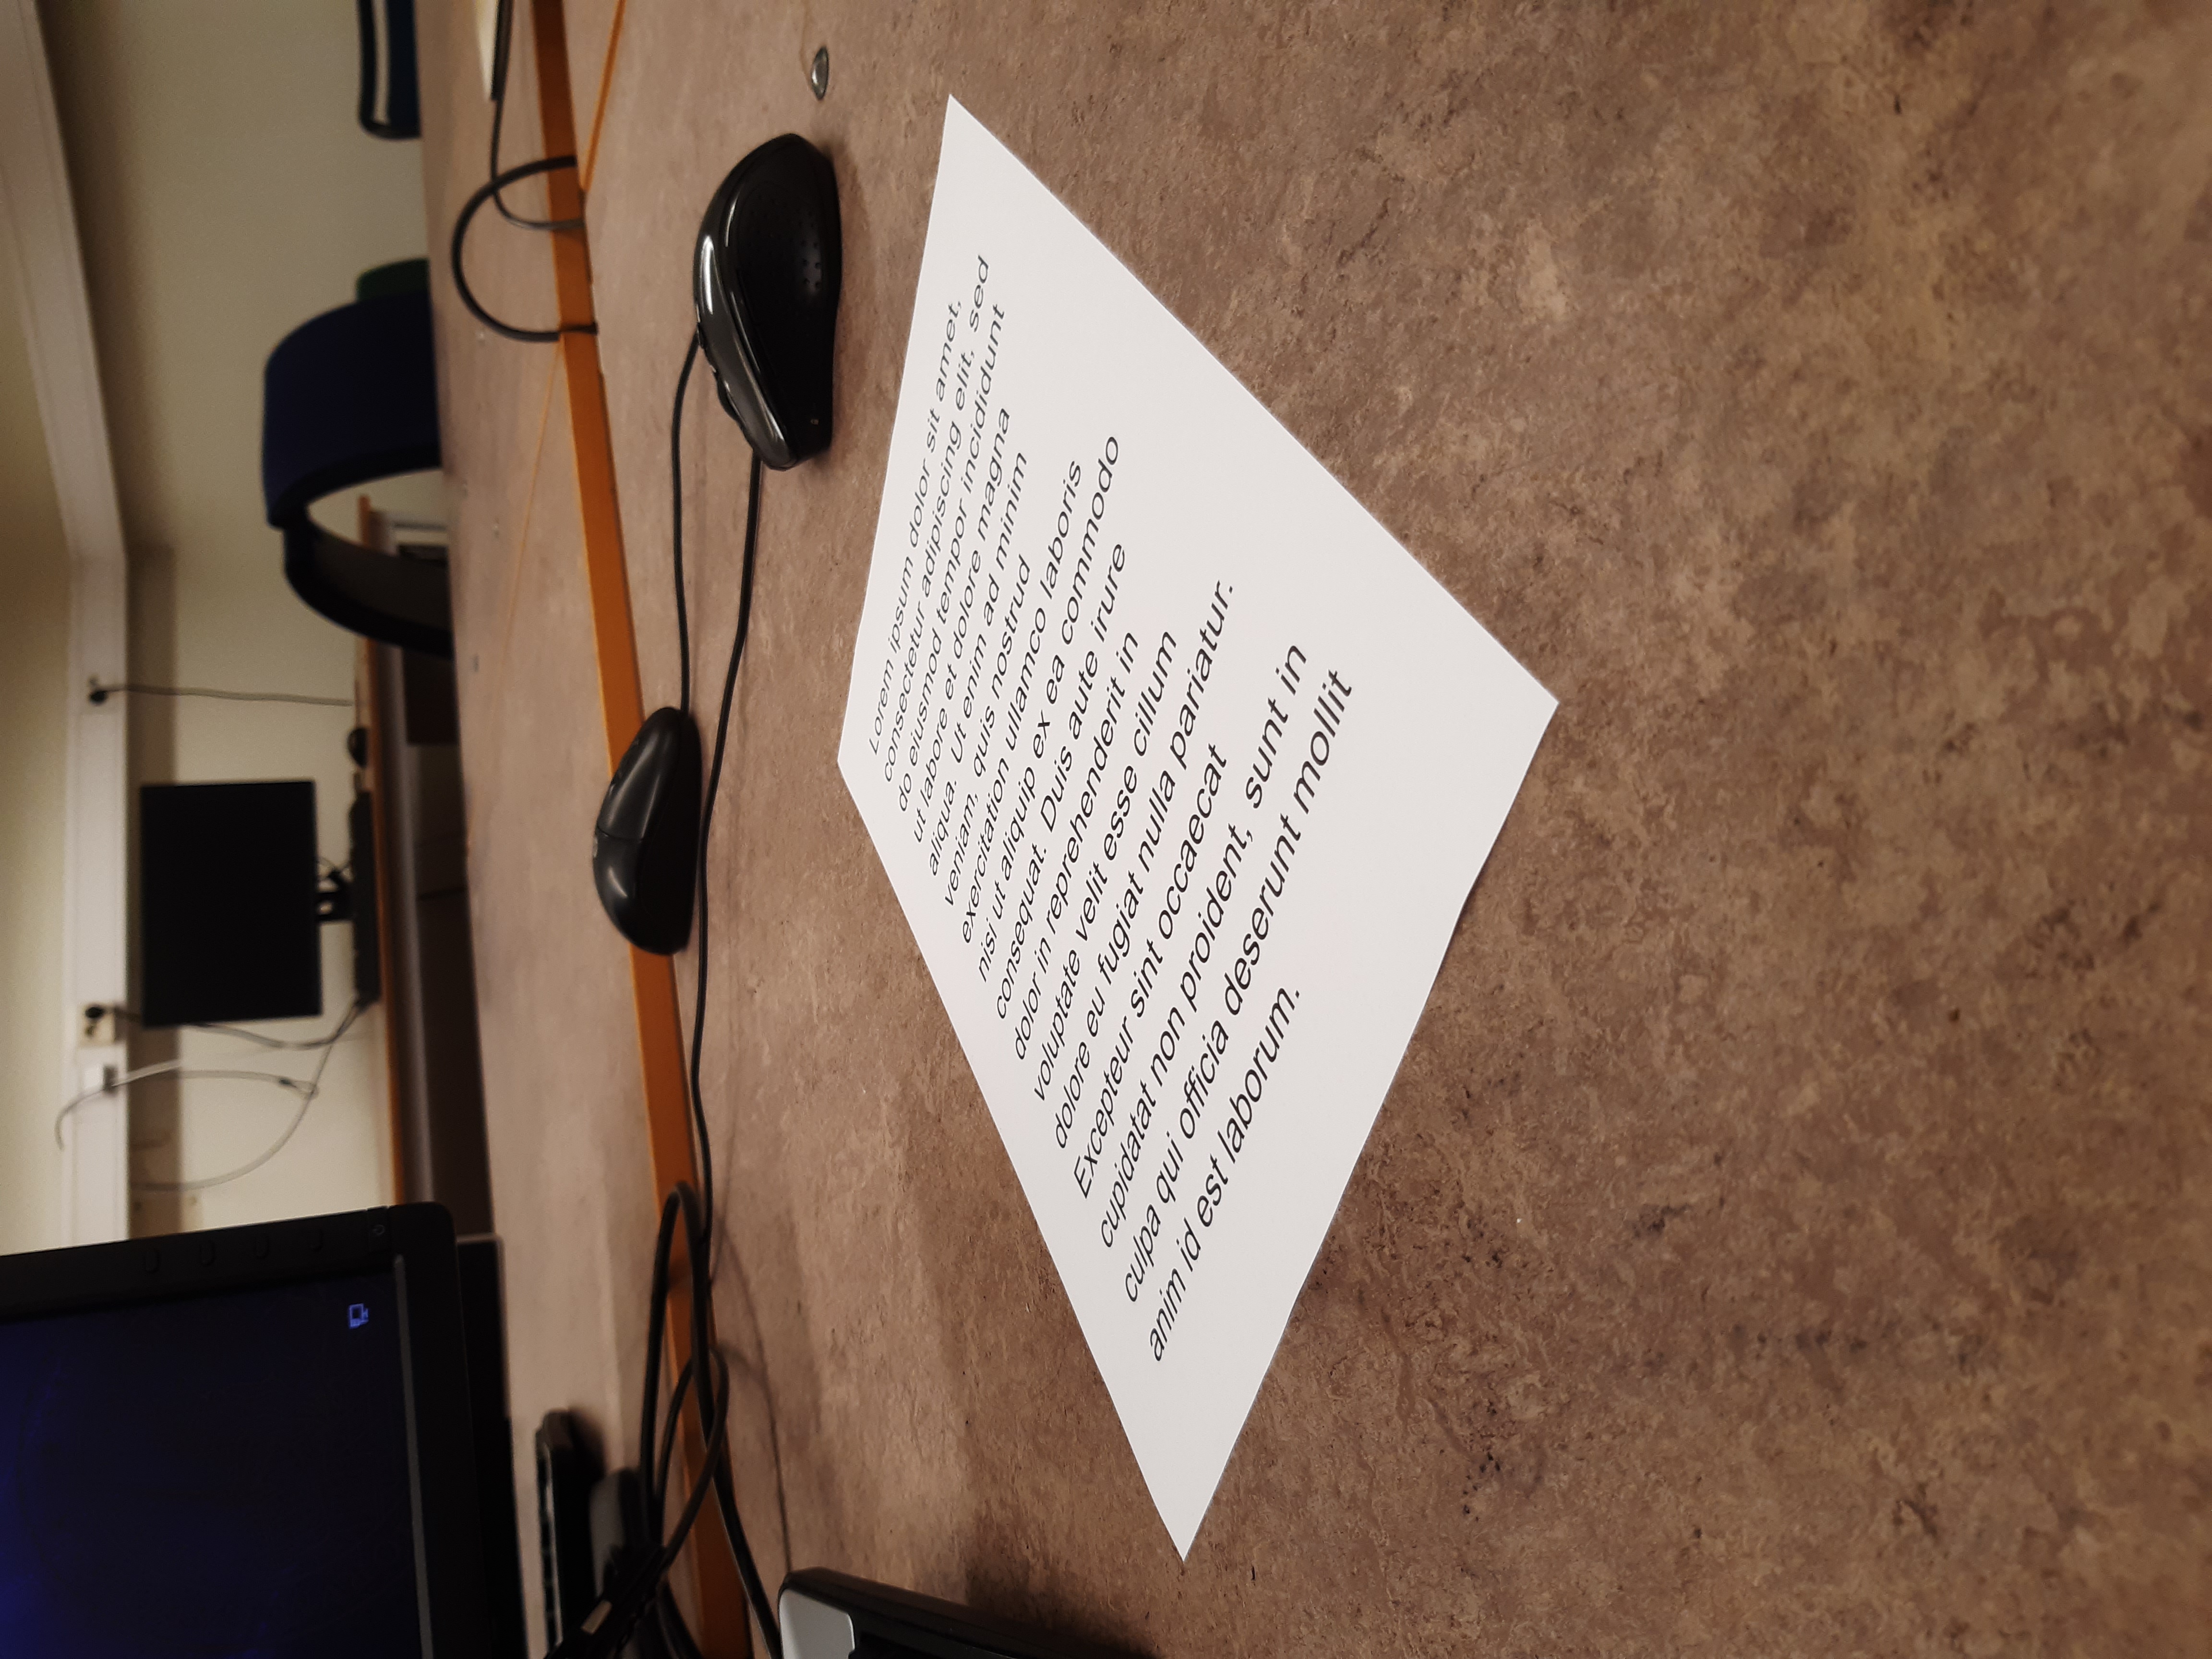 Lorem ipsum dolor sit amet,
consectetur adipiscing elit, sed
do eiusmod tempor incididunt
ut labore et dolore magna
aliqua. Ut enim ad minim
veniam, quis nostrud
exercitation ullamco laboris
nisi ut aliquip ex ea commodo
consequat. Duis aute irure
dolor in reprehenderit in
voluptate velit esse cillum
dolore eu fugiat nulla pariatur.
Excepteur sint occaecat
cupidatat non proident, sunt in
culpa qui officia deserunt mollit
anim id est laborum.